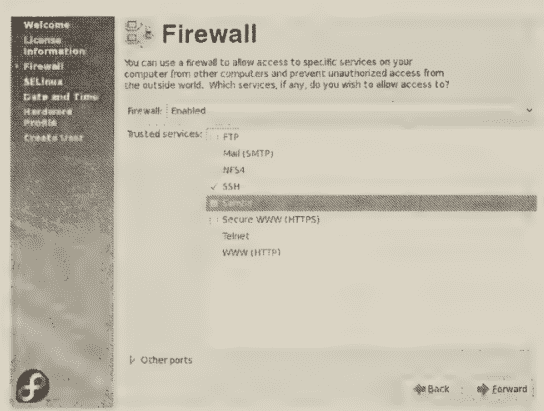 Welcome
License
Information
Firewall
SELinux
Date and Time
Hardware
Profile
Create User
Firewall
You can use a firewall to allow access to specific services on your
computer from other computers and prevent unauthorized access from
the outside world. Which services, if any, do you wish to allow access to?
Firewall: Enabled
Trusted services:
FTP
Mail (SMTP)
NFS4
SSH
Samba
Secure WWW (HTTPS)
Telnet
WWW (HTTP)
Other ports
Back
Forward